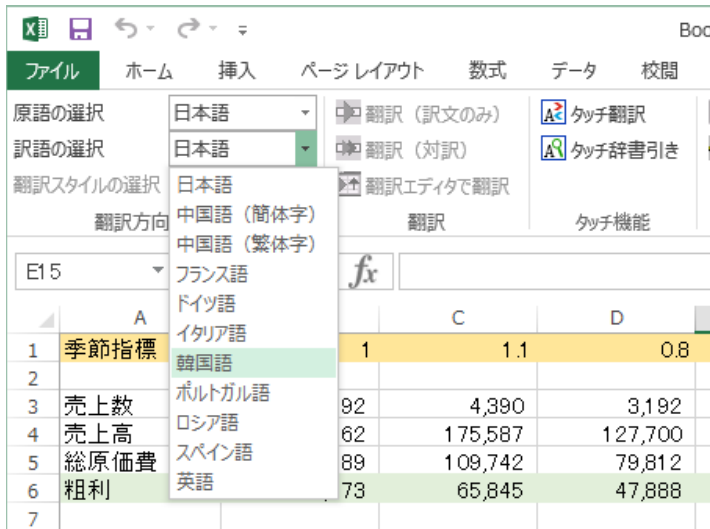 Boo
ファイル ホーム 挿入 ページ レイアウト 数式 データ 校閲
原語の選択 日本語 翻訳（訳文のみ） タッチ翻訳
訳語の選択 日本語 翻訳（対訳） タッチ辞書引き
翻訳スタイルの選択 翻訳エディタで翻訳
翻訳方向 翻訳 タッチ機能
日本語
中国語（簡体字）
中国語（繁体字）
フランス語
ドイツ語
イタリア語
韓国語
ポルトガル語
ロシア語
スペイン語
英語
E15 fx
A C D
1 季節指標 1 1.1 0.8
2
3 売上数 92 4,390 3,192
4 売上高 62 175,587 127,700
5 総原価費 89 109,742 79,812
6 粗利 73 65,845 47,888
7